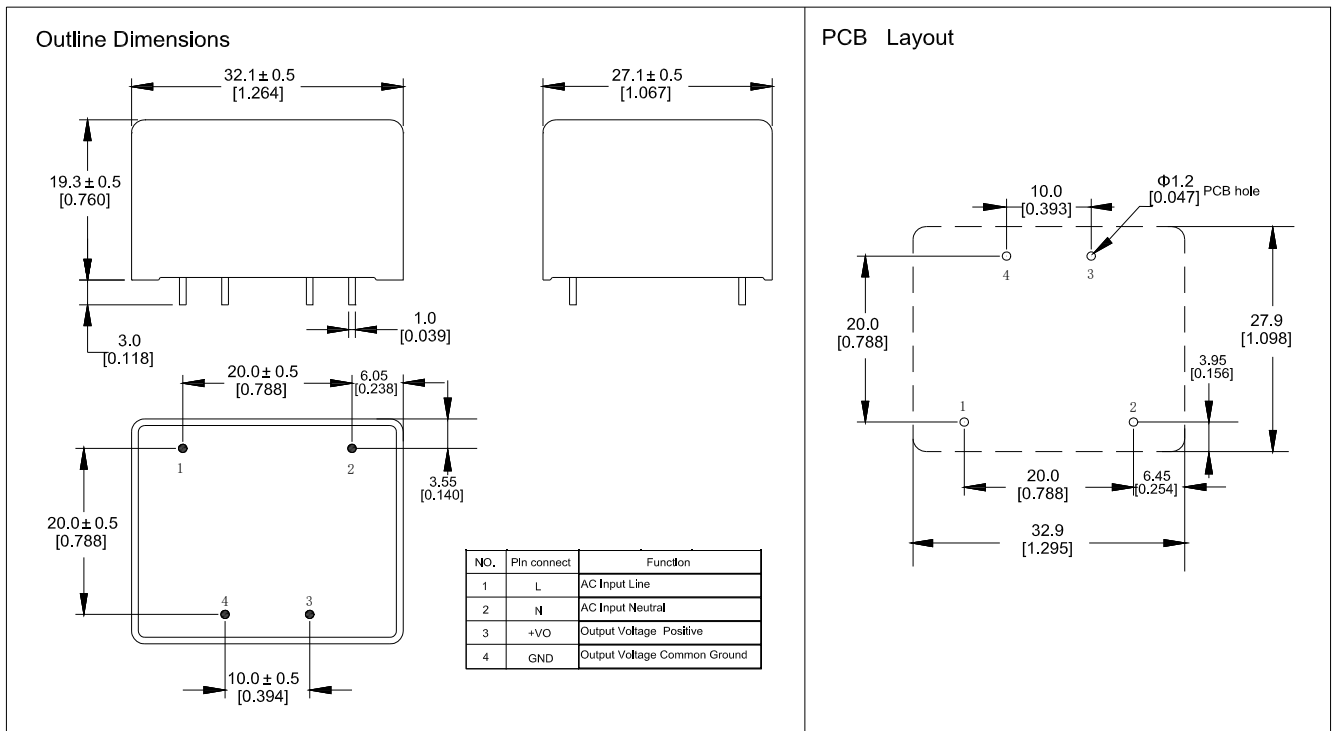 Outline Dimensions
32.1 ± 0.5
[1.264]
27.1 ± 0.5
[1.067]
19.3 ± 0.5
[0.760]
3.0
[0.118]
1.0
[0.039]
20.0 ± 0.5
[0.788]
6.05
[0.238]
1
2
3.55
[0.140]
20.0 ± 0.5
[0.788]
4
3
10.0 ± 0.5
[0.394]
NO. Pin connect Function
1 L AC Input Line
2 N AC Input Neutral
3 +VO Output Voltage Positive
4 GND Output Voltage Common Ground
PCB Layout
10.0
[0.393]
Φ1.2
[0.047] PCB hole
4
3
20.0
[0.788]
27.9
[1.098]
3.95
[0.156]
1
2
20.0
[0.788]
6.45
[0.254]
32.9
[1.295]